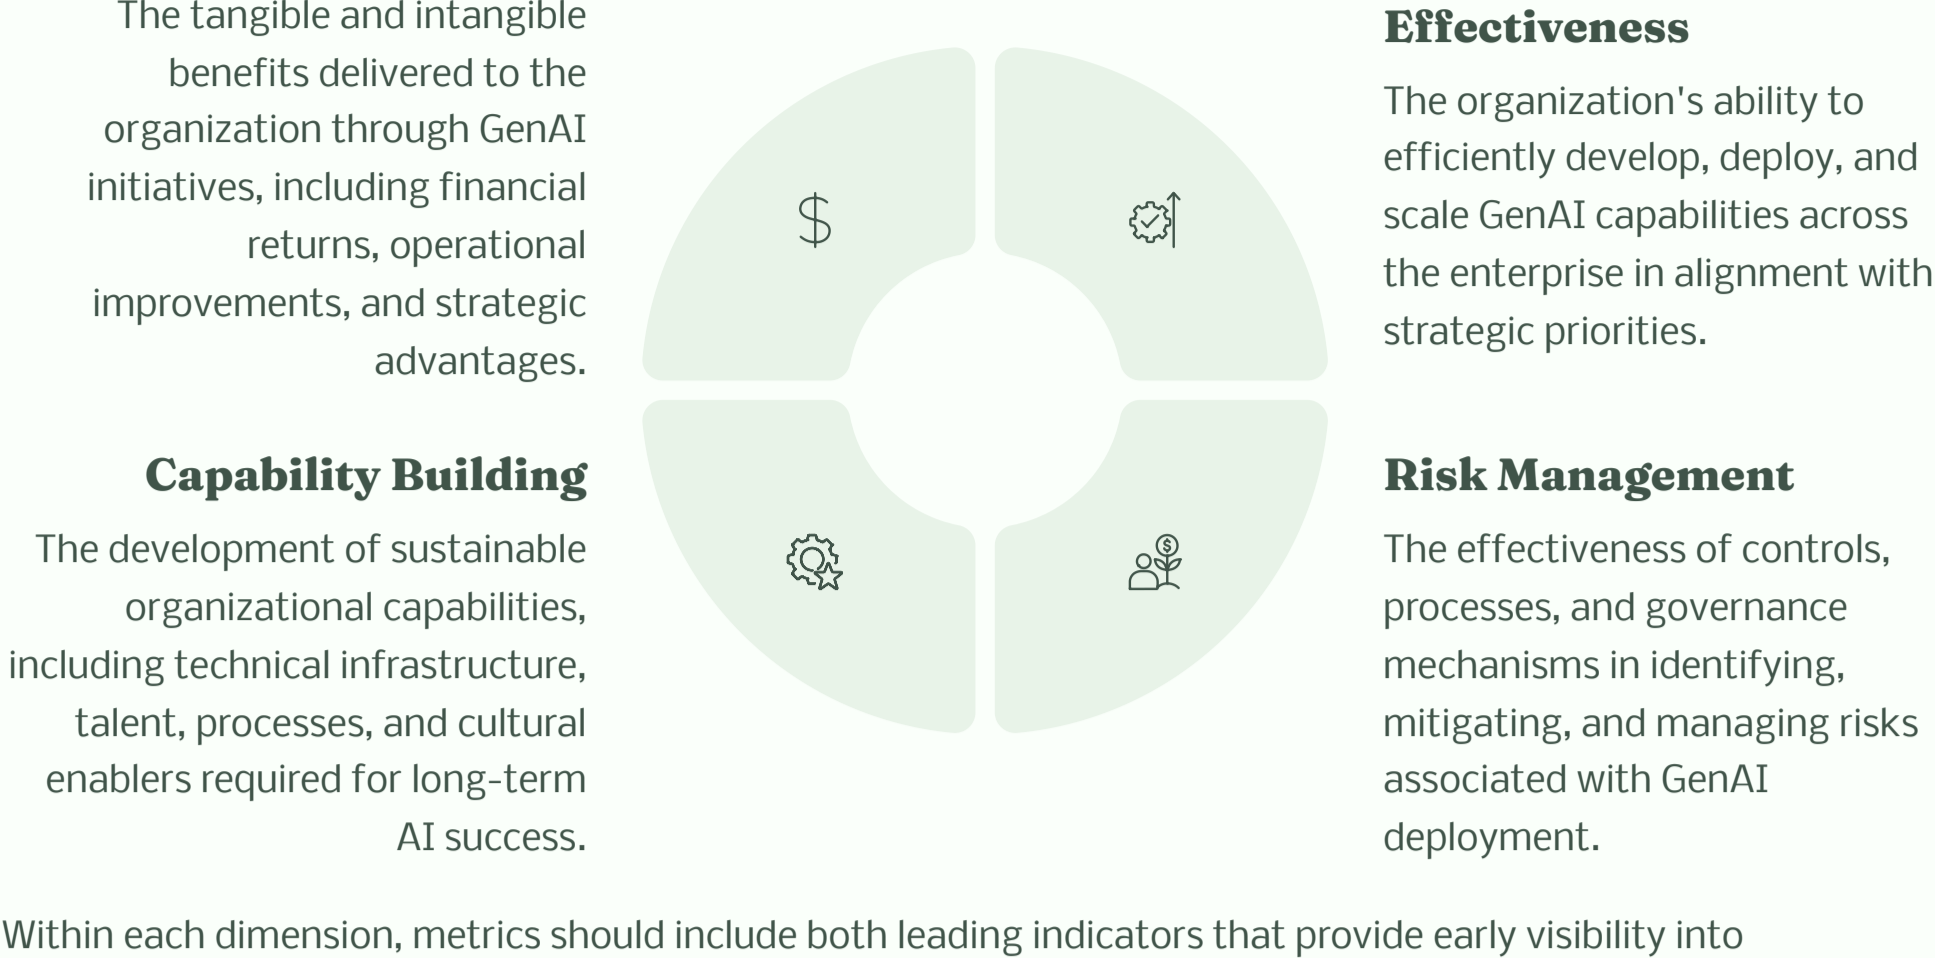 The tangible and intangible
benefits delivered to the
organization through GenAI
initiatives, including financial
returns, operational
improvements, and strategic
advantages.
Effectiveness
The organization's ability to
efficiently develop, deploy, and
scale GenAI capabilities across
the enterprise in alignment with
strategic priorities.
$
Capability Building
The development of sustainable
organizational capabilities,
including technical infrastructure,
talent, processes, and cultural
enablers required for long-term
AI success.
$
Risk Management
The effectiveness of controls,
processes, and governance
mechanisms in identifying,
mitigating, and managing risks
associated with GenAI
deployment.
Within each dimension, metrics should include both leading indicators that provide early visibility into